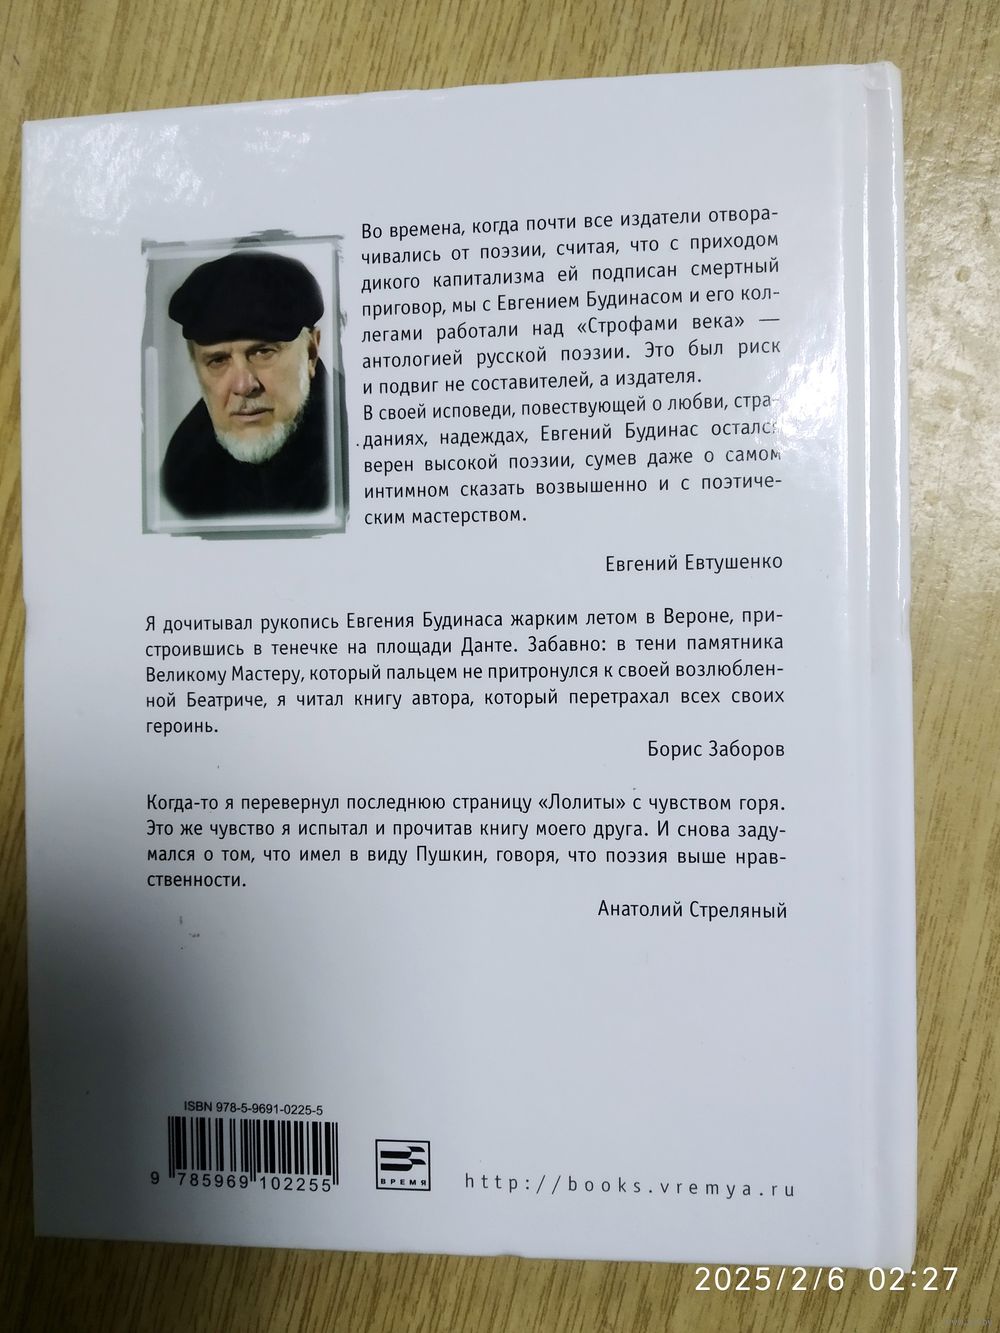 Во времена, когда почти все издатели отвора-
чивались от поэзии, считая, что с приходом
дикого капитализма ей подписан смертный
приговор, мы с Евгением Будинасом и его кол-
легами работали над «Строфами века» —
антологией русской поэзии. Это был риск
и подвиг не составителей, а издателя.
В своей исповеди, повествующей о любви, стра-
даниях, надеждах, Евгений Будинас остался
верен высокой поэзии, сумев даже о самом
интимном сказать возвышенно и с поэтиче-
ским мастерством.
Евгений Евтушенко
Я дочитывал рукопись Евгения Будинаса жарким летом в Вероне, при-
строившись в тенечке на площади Данте. Забавно: в тени памятника
Великому Мастеру, который пальцем не притронулся к своей возлюблен-
ной Беатриче, я читал книгу автора, который перетрахал всех своих
героинь.
Борис Заборов
Когда-то я перевернул последнюю страницу «Лолиты» с чувством горя.
Это же чувство я испытал и прочитав книгу моего друга. И снова заду-
мался о том, что имел в виду Пушкин, говоря, что поэзия выше нрав-
ственности.
Анатолий Стреляный
ISBN 978-5-9691-0225-5
9 785969 102255
ВРЕМЯ
http://books.vremya.ru
2025/2/6 02:27